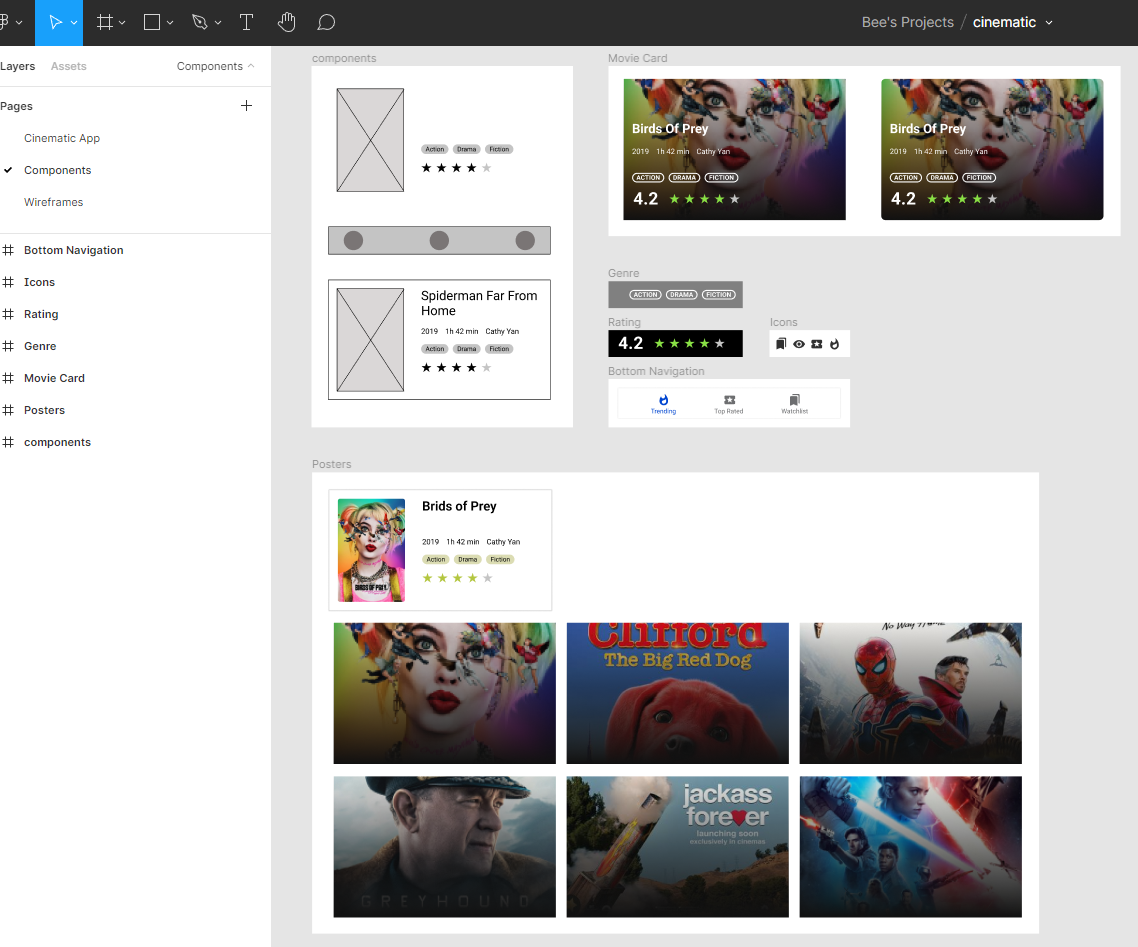 Bee's Projects / cinematic
Layers
Assets
Components
Pages
Cinematic App
Components
Wireframes
Bottom Navigation
Icons
Rating
Genre
Movie Card
Posters
components
components
Action Drama Fiction
Spiderman Far From
Home
2019 1h 42 min Cathy Yan
Action Drama Fiction
Movie Card
Birds Of Prey
2019 1h 42 min Cathy Yan
ACTION DRAMA FICTION
4.2
Birds Of Prey
2019 1h 42 min Cathy Yan
ACTION DRAMA FICTION
4.2
Genre
ACTION DRAMA FICTION
Rating
4.2
Icons
Bottom Navigation
Trending Top Rated Watchlist
Posters
BIRDS OF PREY
Brids of Prey
2019 1h 42 min Cathy Yan
Action Drama Fiction
Clifford
The Big Red Dog
No Way Home
GREYHOUND
jackass
forever
launching soon
exclusively in cinemas